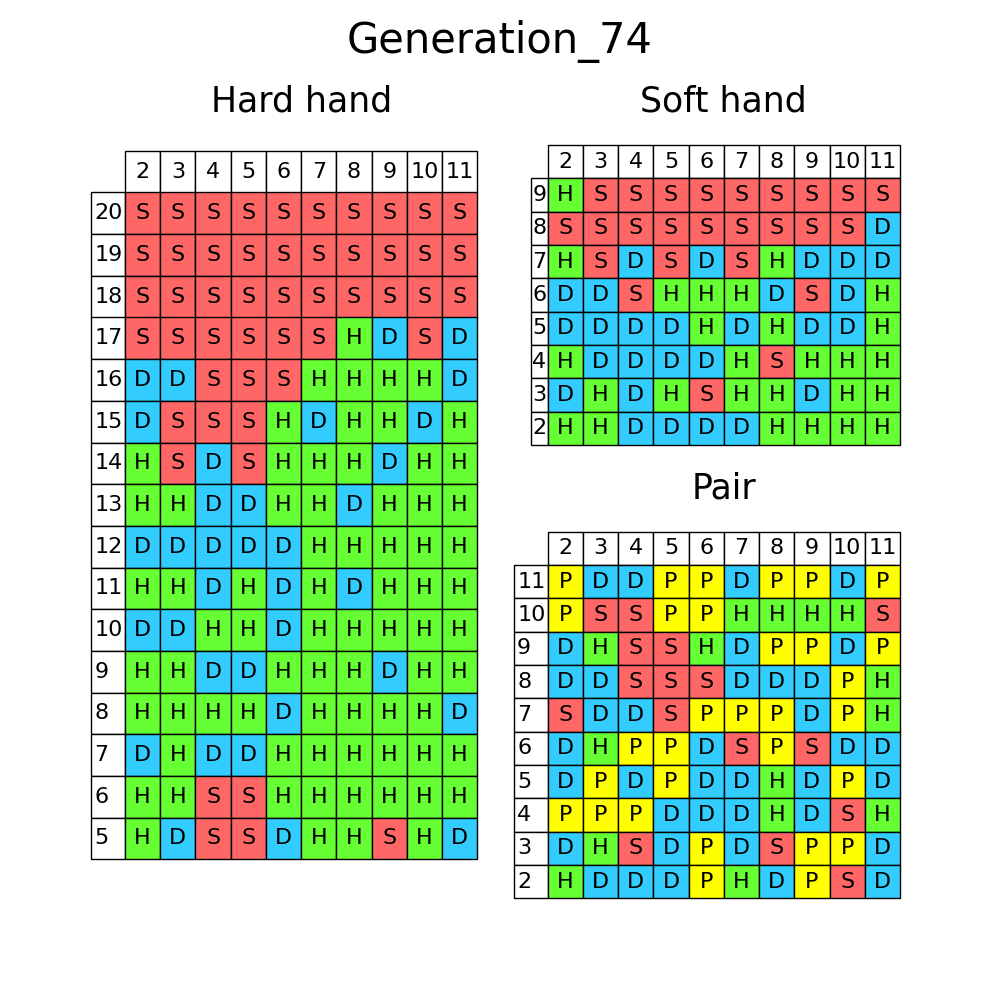 Generation_74
Hard hand
2 3 4 5 6 7 8 9 10 11
20 S S S S S S S S S S
19 S S S S S S S S S S
18 S S S S S S S S S S
17 S S S S S S H D S D
16 D D S S S H H H H D
15 D S S S H D H H D H
14 H S D S H H H D H H
13 H H D D H H D H H H
12 D D D D D H H H H H
11 H H D H D H D H H H
10 D D H H D H H H H H
9 H H D D H H H D H H
8 H H H H D H H H H D
7 D H D D H H H H H H
6 H H S S H H H H H H
5 H D S S D H H S H D
Soft hand
2 3 4 5 6 7 8 9 10 11
9 H S S S S S S S S S
8 S S S S S S S S S D
7 H S D S D S H D D D
6 D D S H H H D S D H
5 D D D D H D H D D H
4 H D D D D H S H H H
3 D H D H S H H D H H
2 H H D D D D H H H H
Pair
2 3 4 5 6 7 8 9 10 11
11 P D D P P D P P D P
10 P S S P P H H H H S
9 D H S S H D P P D P
8 D D S S S D D D P H
7 S D D S P P P D P H
6 D H P P D S P S D D
5 D P D P D D H D P D
4 P P P D D D H D S H
3 D H S D P D S P P D
2 H D D D P H D P S D